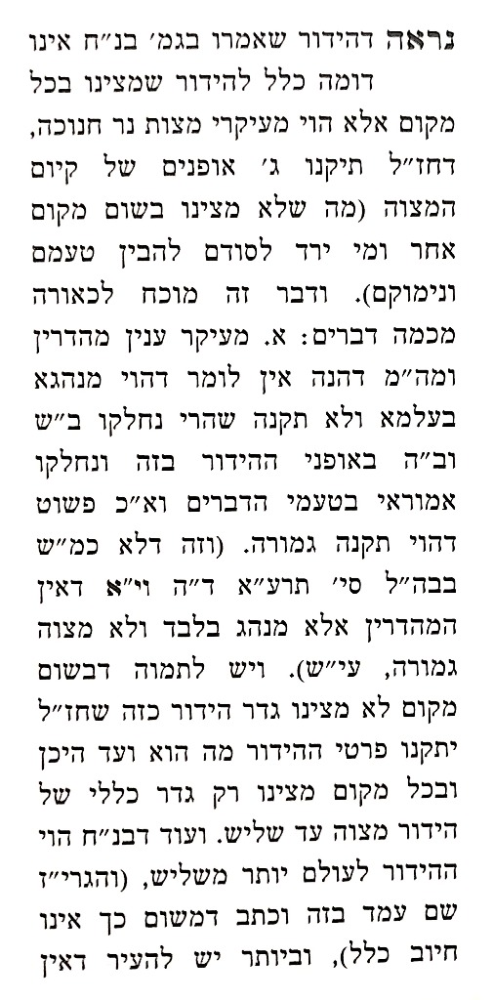 נראה דהידור שאמרו בגמ׳ בנ״ח אינו
דומה כלל להידור שמצינו בכל
מקום אלא הוי מעיקרי מצות נר חנוכה,
דחז״ל תיקנו ג׳ אופנים של קיום
המצוה (מה שלא מצינו בשום מקום
אחר ומי ירד לסודם להבין טעמם
ונימוקם). ודבר זה מוכח לכאורה
מכמה דברים: א. מעיקר ענין מהדרין
ומה״מ דהנה אין לומר דהוי מנהגא
בעלמא ולא תקנה שהרי נחלקו ב״ש
וב״ה באופני ההידור בזה ונחלקו
אמוראי בטעמי הדברים וא״כ פשוט
דהוי תקנה גמורה. (וזה דלא כמ״ש
בבה״ל סי׳ תרע״א ד״ה וי״א דאין
המהדרין אלא מנהג בלבד ולא מצוה
גמורה, עי״ש). ויש לתמוה דבשום
מקום לא מצינו גדר הידור כזה שחז״ל
יתקנו פרטי ההידור מה הוא ועד היכן
ובכל מקום מצינו רק גדר כללי של
הידור מצוה עד שליש. ועוד דבנ״ח הוי
ההידור לעולם יותר משליש, (והגרי״ז
שם עמד בזה וכתב דמשום כך אינו
חיוב כלל), וביותר יש להעיר דאין